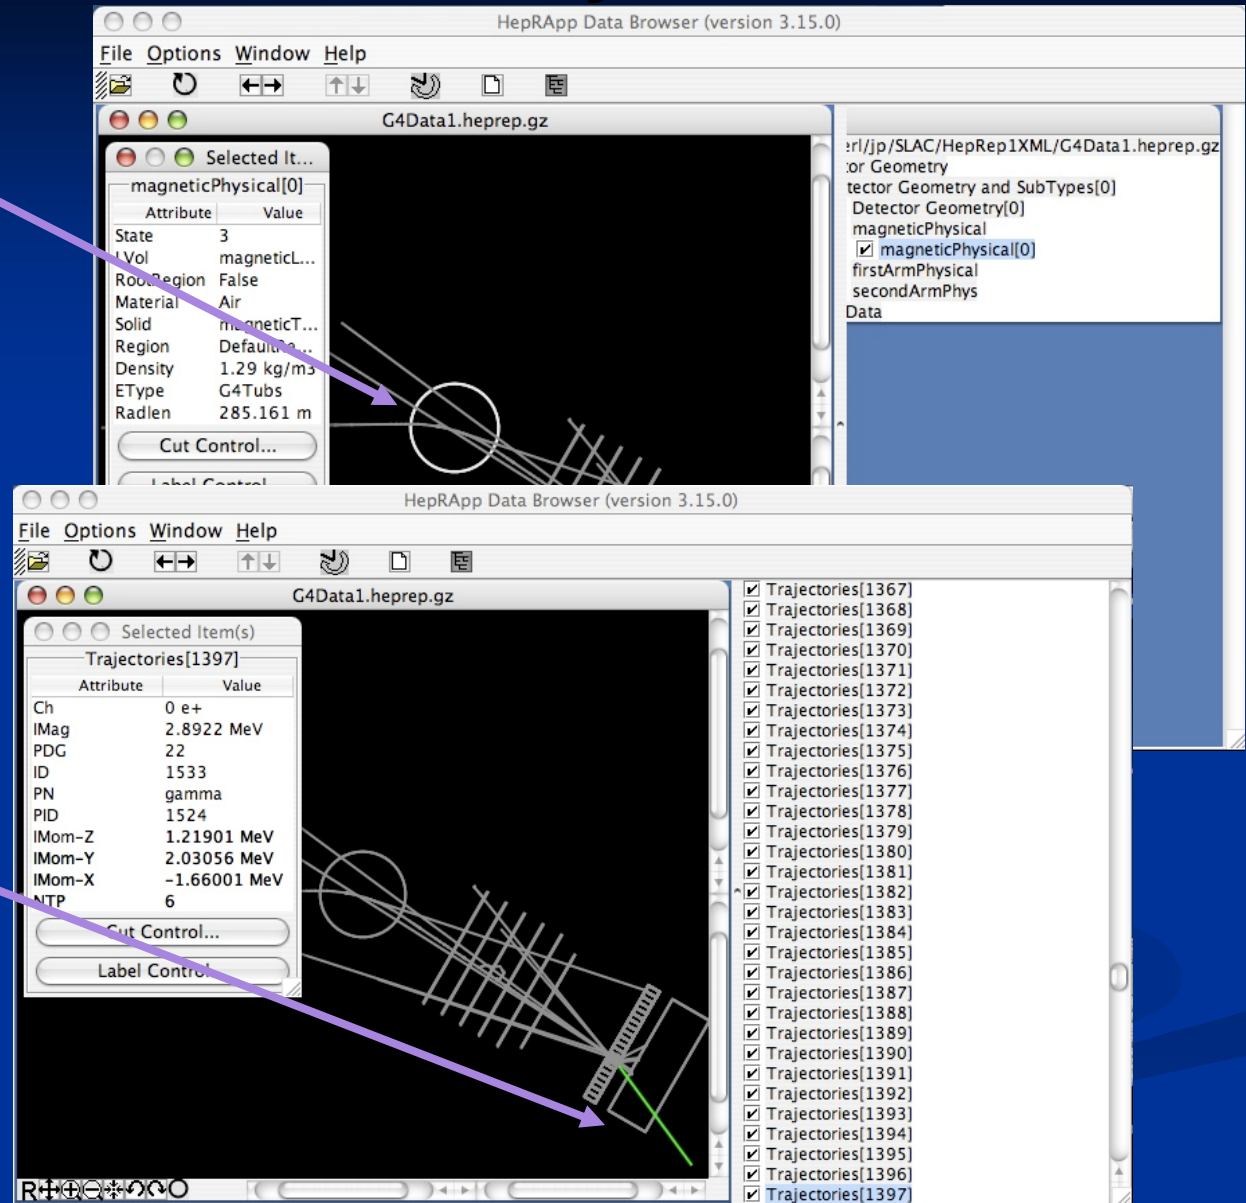 HepRApp Data Browser (version 3.15.0)
File Options Window Help
G4Data1.heprep.gz
Selected It...
magneticPhysical[0]
Attribute Value
State 3
LVol magneticL...
RootRegion False
Material Air
Solid magneticT...
Region DefaultRe...
Density 1.29 kg/m3
EType G4Tubs
Radlen 285.161 m
Cut Control...
Label Control...
erl/jp/SLAC/HepRep1XML/G4Data1.heprep.gz
tor Geometry
tector Geometry and SubTypes[0]
Detector Geometry[0]
magneticPhysical
magneticPhysical[0]
firstArmPhysical
secondArmPhys
Data
HepRApp Data Browser (version 3.15.0)
File Options Window Help
G4Data1.heprep.gz
Selected Item(s)
Trajectories[1397]
Attribute Value
Ch 0 e+
IMag 2.8922 MeV
PDG 22
ID 1533
PN gamma
PID 1524
IMom-Z 1.21901 MeV
IMom-Y 2.03056 MeV
IMom-X -1.66001 MeV
NTP 6
Cut Control...
Label Control...
R
Trajectories[1367]
Trajectories[1368]
Trajectories[1369]
Trajectories[1370]
Trajectories[1371]
Trajectories[1372]
Trajectories[1373]
Trajectories[1374]
Trajectories[1375]
Trajectories[1376]
Trajectories[1377]
Trajectories[1378]
Trajectories[1379]
Trajectories[1380]
Trajectories[1381]
Trajectories[1382]
Trajectories[1383]
Trajectories[1384]
Trajectories[1385]
Trajectories[1386]
Trajectories[1387]
Trajectories[1388]
Trajectories[1389]
Trajectories[1390]
Trajectories[1391]
Trajectories[1392]
Trajectories[1393]
Trajectories[1394]
Trajectories[1395]
Trajectories[1396]
Trajectories[1397]